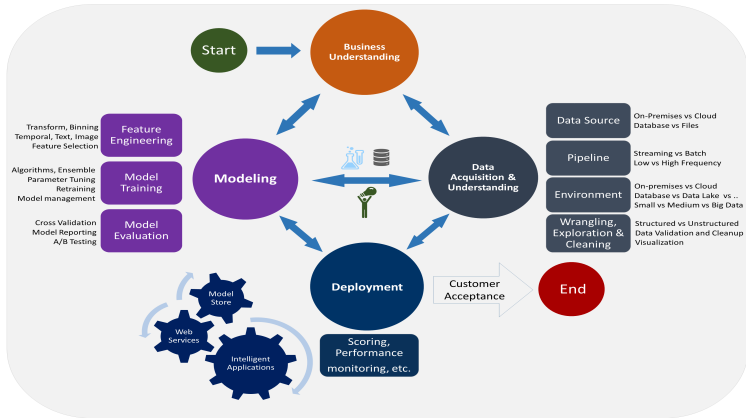 Start
Business
Understanding
Transform, Binning
Temporal, Text, Image
Feature Selection
Feature
Engineering
Algorithms, Ensemble
Parameter Tuning
Retraining
Model management
Model
Training
Cross Validation
Model Reporting
A/B Testing
Model
Evaluation
Modeling
Data
Acquisition &
Understanding
Data Source
On-Premises vs Cloud
Database vs Files
Pipeline
Streaming vs Batch
Low vs High Frequency
Environment
On-premises vs Cloud
Database vs Data Lake vs ..
Small vs Medium vs Big Data
Wrangling,
Exploration &
Cleaning
Structured vs Unstructured
Data Validation and Cleanup
Visualization
Deployment
Customer
Acceptance
End
Scoring,
Performance
monitoring, etc.
Model
Store
Web
Services
Intelligent
Applications